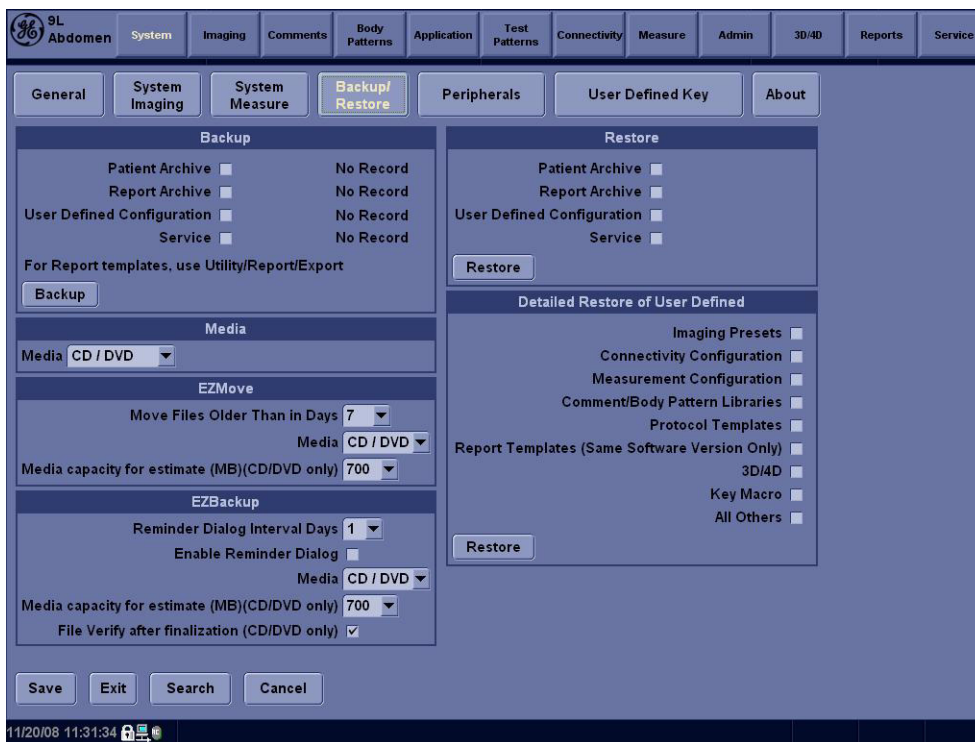 9L
Abdomen
System
Imaging
Comments
Body
Patterns
Application
Test
Patterns
Connectivity
Measure
Admin
3D/4D
Reports
Service
General
System
Imaging
System
Measure
Backup/
Restore
Peripherals
User Defined Key
About
Backup
Patient Archive No Record
Report Archive No Record
User Defined Configuration No Record
Service No Record
For Report templates, use Utility/Report/Export
Backup
Media
Media CD / DVD
EZMove
Move Files Older Than in Days 7
Media CD / DVD
Media capacity for estimate (MB)(CD/DVD only) 700
EZBackup
Reminder Dialog Interval Days 1
Enable Reminder Dialog
Media CD / DVD
Media capacity for estimate (MB)(CD/DVD only) 700
File Verify after finalization (CD/DVD only)
Restore
Patient Archive
Report Archive
User Defined Configuration
Service
Restore
Detailed Restore of User Defined
Imaging Presets
Connectivity Configuration
Measurement Configuration
Comment/Body Pattern Libraries
Protocol Templates
Report Templates (Same Software Version Only)
3D/4D
Key Macro
All Others
Restore
Save
Exit
Search
Cancel
11/20/08 11:31:34